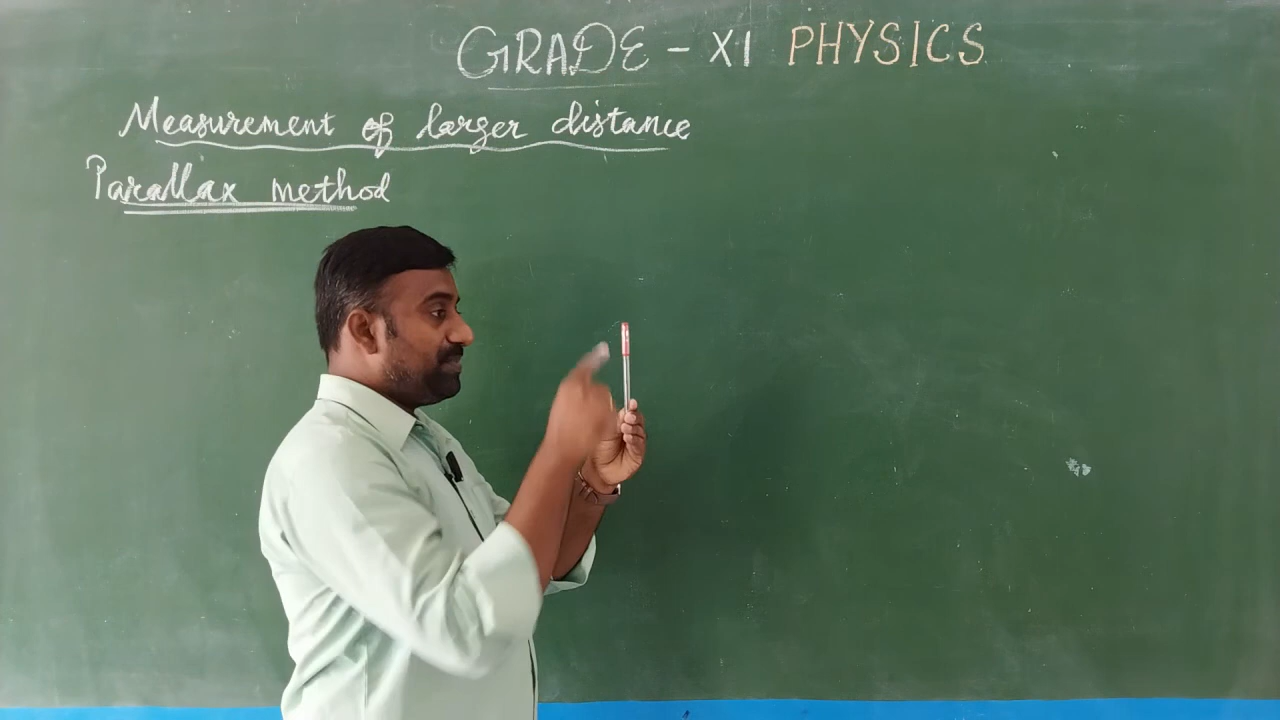 GRADE - XI PHYSICS
Measurement of larger distance
Parallax method